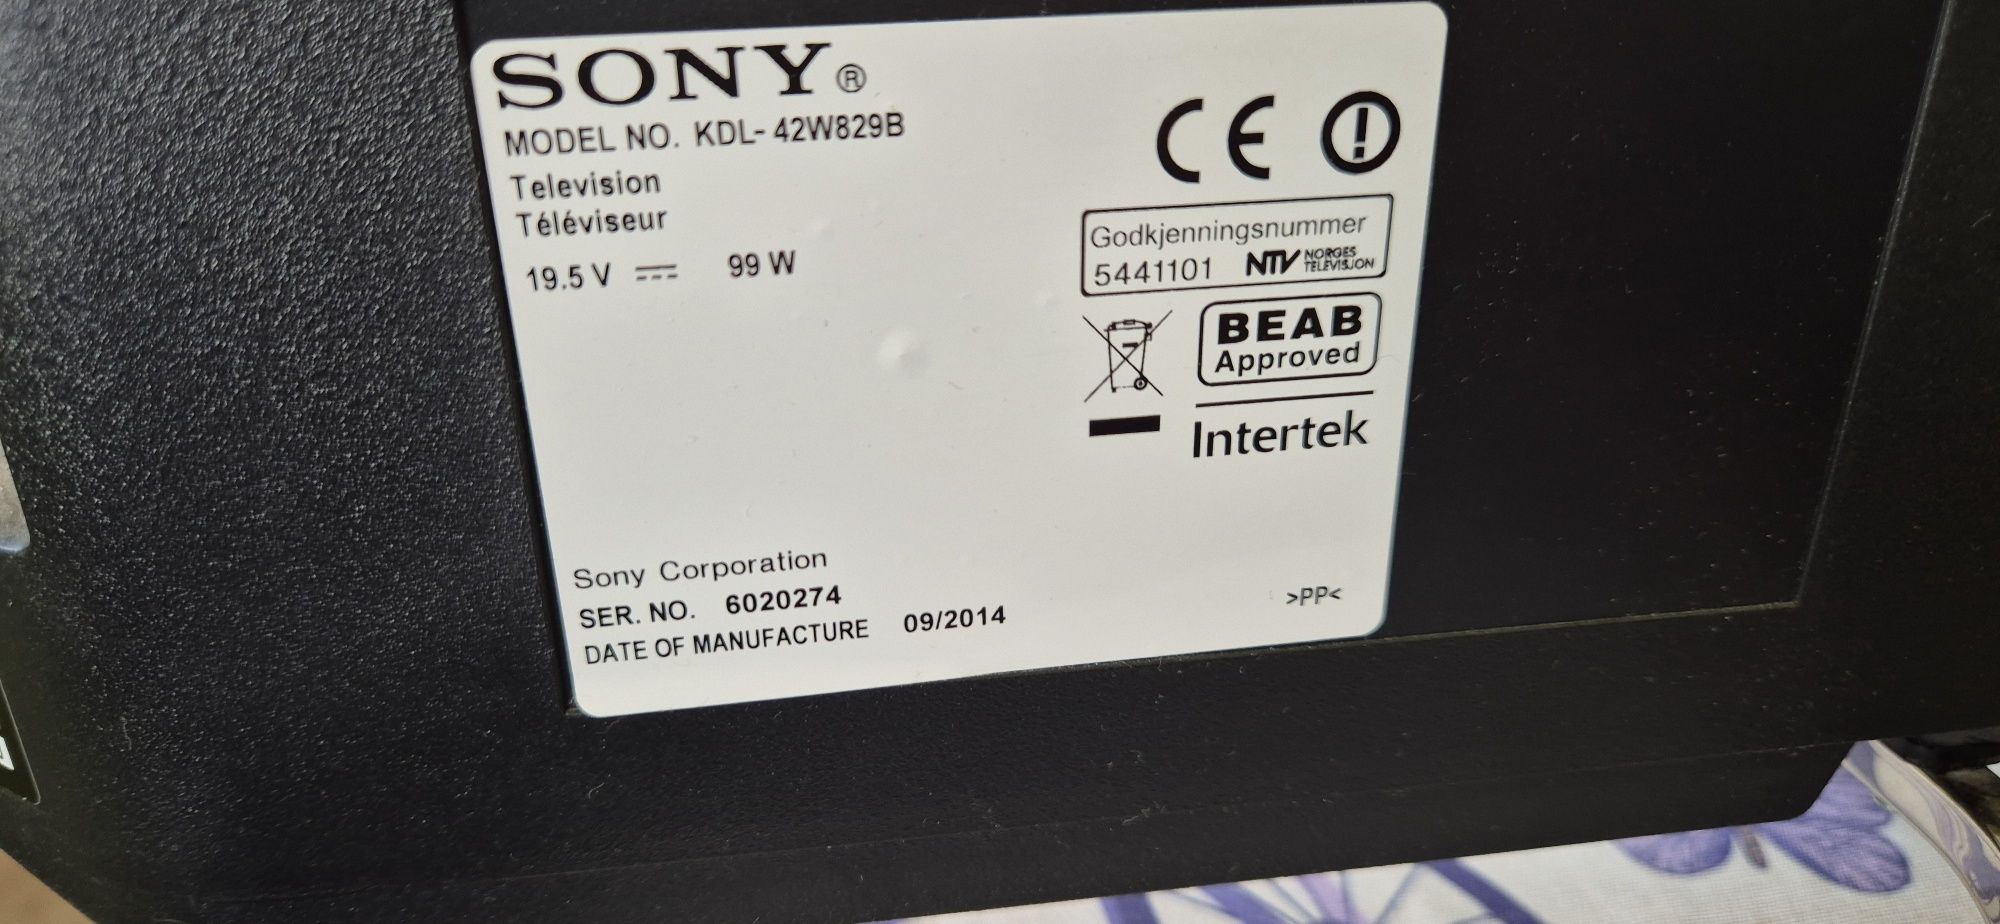 SONY®
MODEL NO. KDL-42W829B
Television
Téléviseur
19.5 V 99 W
CE
Godkjenningsnummer
5441101 NTV NORGES TELEVISJON
BEAB
Approved
Intertek
Sony Corporation
SER. NO. 6020274
DATE OF MANUFACTURE 09/2014
>PP<